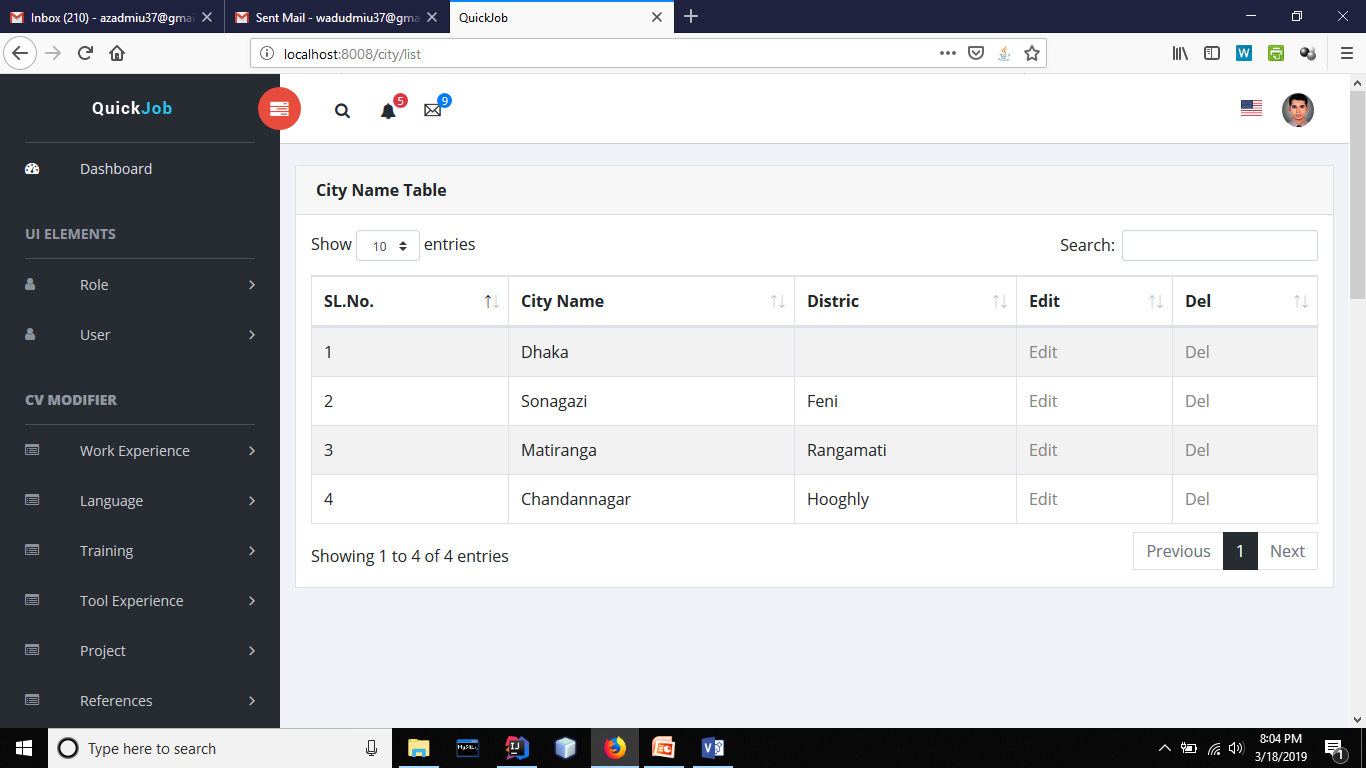 Inbox (210) - azadmiu37@gmai
Sent Mail - wadudmiu37@gma
QuickJob
localhost:8008/city/list
W
QuickJob
5
9
Dashboard
UI ELEMENTS
Role
User
CV MODIFIER
Work Experience
Language
Training
Tool Experience
Project
References
City Name Table
Show 10 entries
Search:
SL.No. City Name Distric Edit Del
1 Dhaka Edit Del
2 Sonagazi Feni Edit Del
3 Matiranga Rangamati Edit Del
4 Chandannagar Hooghly Edit Del
Showing 1 to 4 of 4 entries
Previous 1 Next
Type here to search
8:04 PM
3/18/2019
1